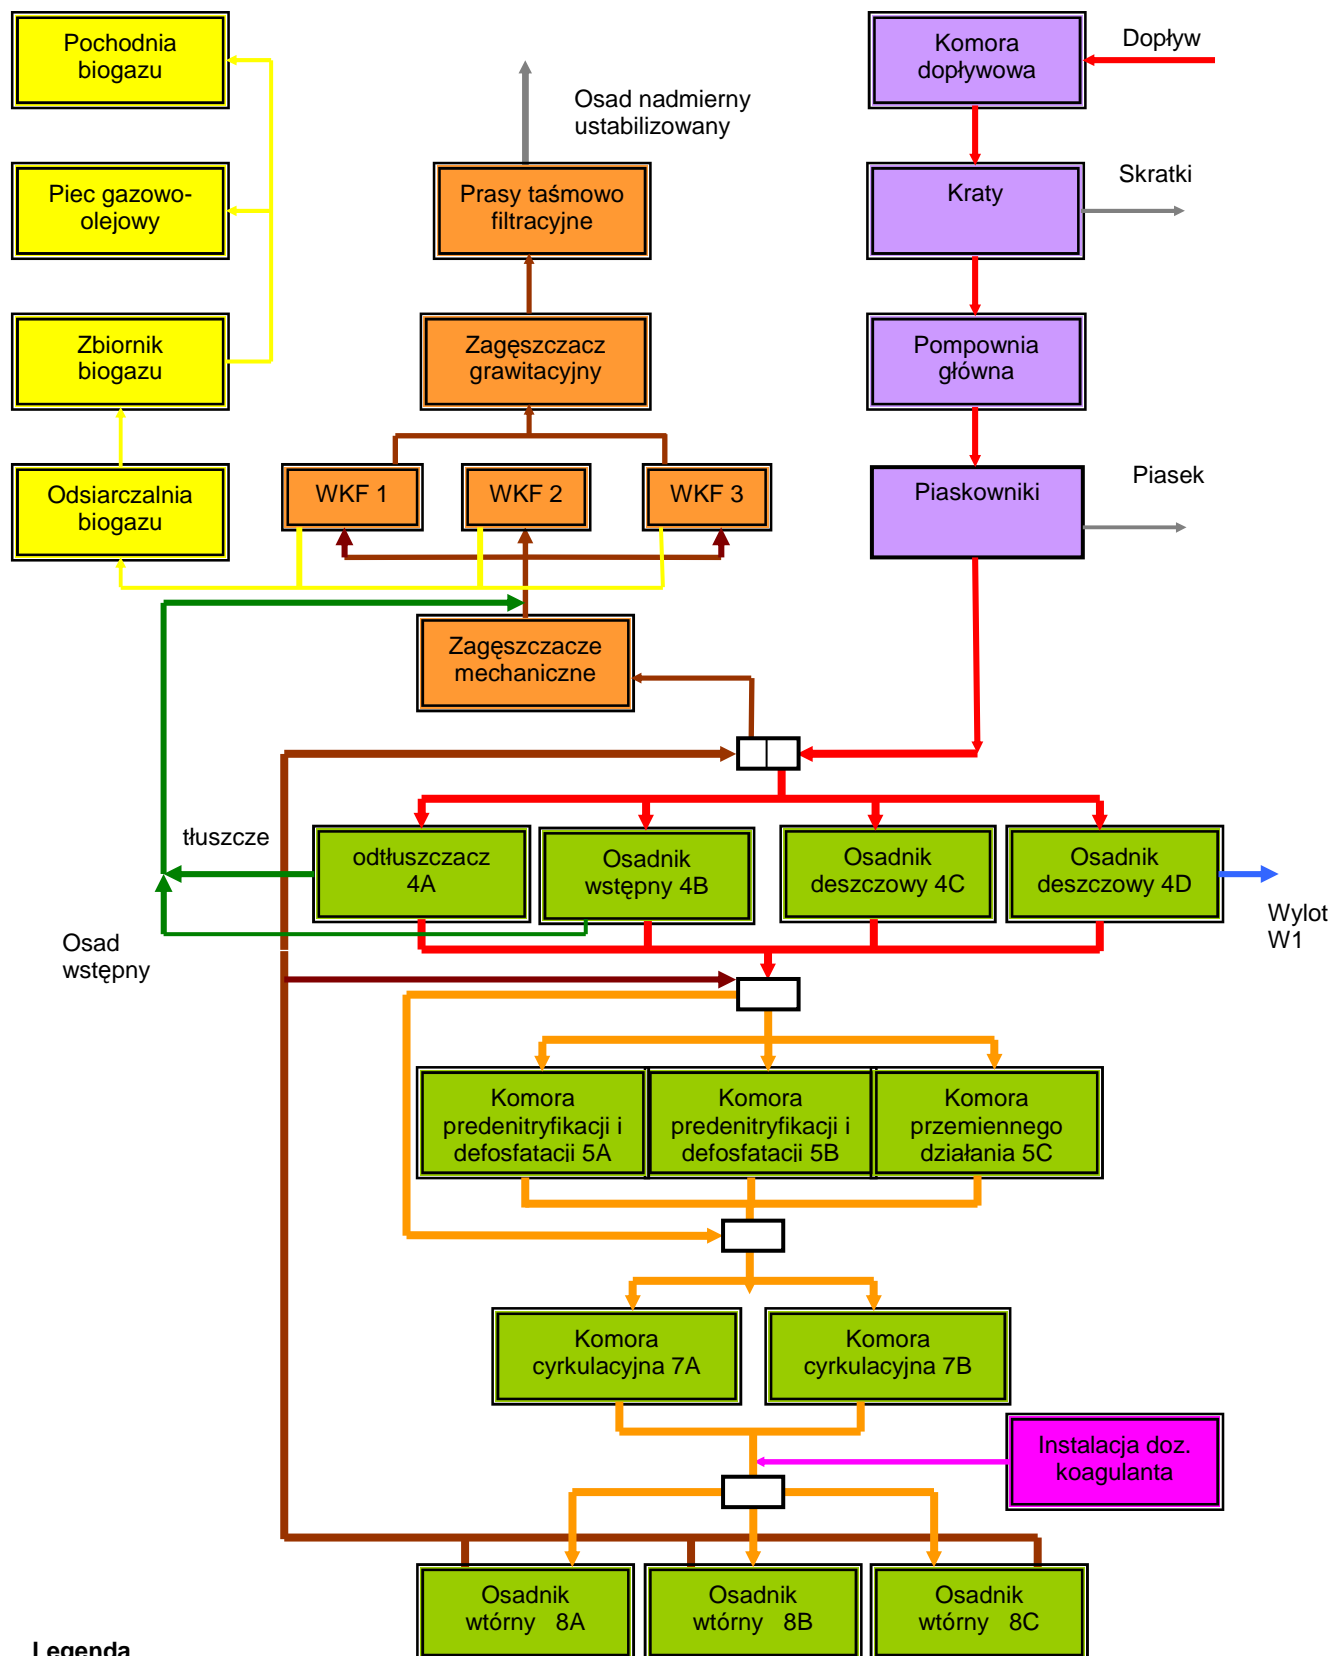 Pochodnia
biogazu
Osad nadmierny
ustabilizowany
Komora
dopływowa
Dopływ
Piec gazowo-
olejowy
Prasy taśmowo
filtracyjne
Kraty
Skratki
Zbiornik
biogazu
Zagęszczacz
grawitacyjny
Pompownia
główna
Odsiarczalnia
biogazu
WKF 1
WKF 2
WKF 3
Piaskowniki
Piasek
Zagęszczacze
mechaniczne
tłuszcze
odtłuszczacz
4A
Osadnik
wstępny 4B
Osadnik
deszczowy 4C
Osadnik
deszczowy 4D
Wylot
W1
Osad
wstępny
Komora
predenitryfikacji i
defosfatacji 5A
Komora
predenitryfikacji i
defosfatacji 5B
Komora
przemiennego
działania 5C
Komora
cyrkulacyjna 7A
Komora
cyrkulacyjna 7B
Instalacja doz.
koagulanta
Osadnik
wtórny 8A
Osadnik
wtórny 8B
Osadnik
wtórny 8C
Legenda